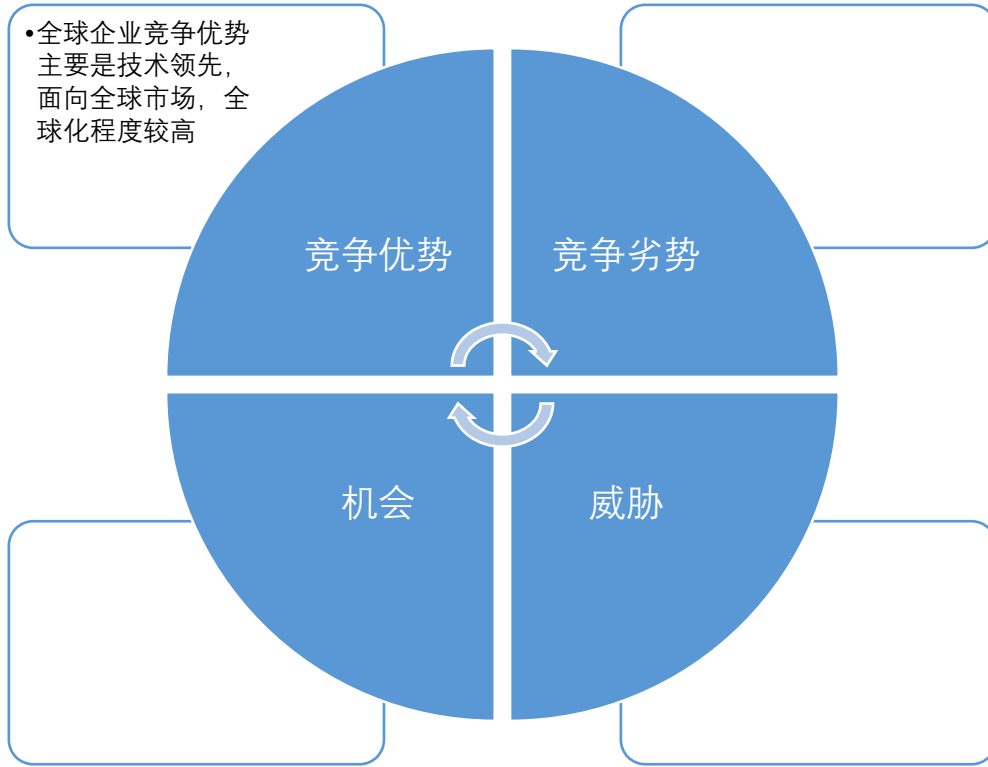 •全球企业竞争优势
主要是技术领先，
面向全球市场，全
球化程度较高
竞争优势
竞争劣势
机会
威胁